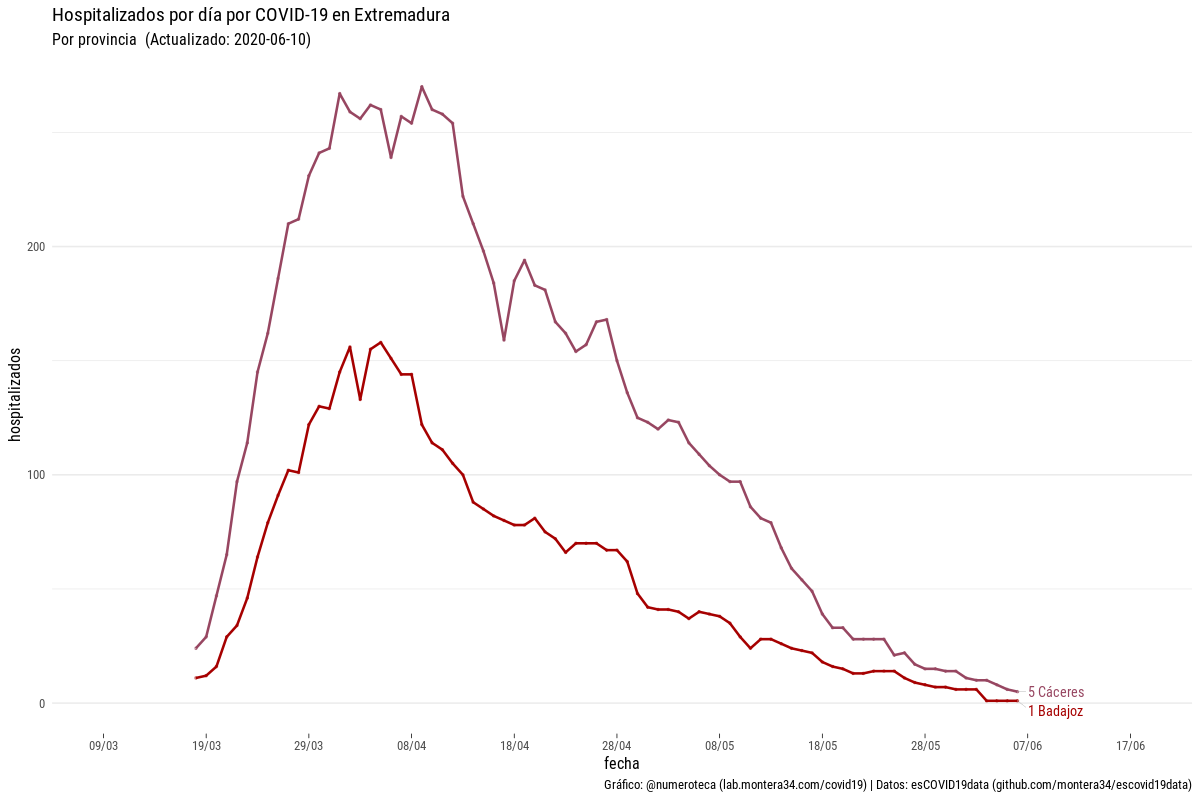 Hospitalizados por día por COVID-19 en Extremadura
Por provincia  (Actualizado: 2020-06-10)
hospitalizados
200
100
0
5 Cáceres
1 Badajoz
09/03 19/03 29/03 08/04 18/04 28/04 08/05 18/05 28/05 07/06 17/06
fecha
Gráfico: @numeroteca (lab.montera34.com/covid19) | Datos: esCOVID19data (github.com/montera34/escovid19data)